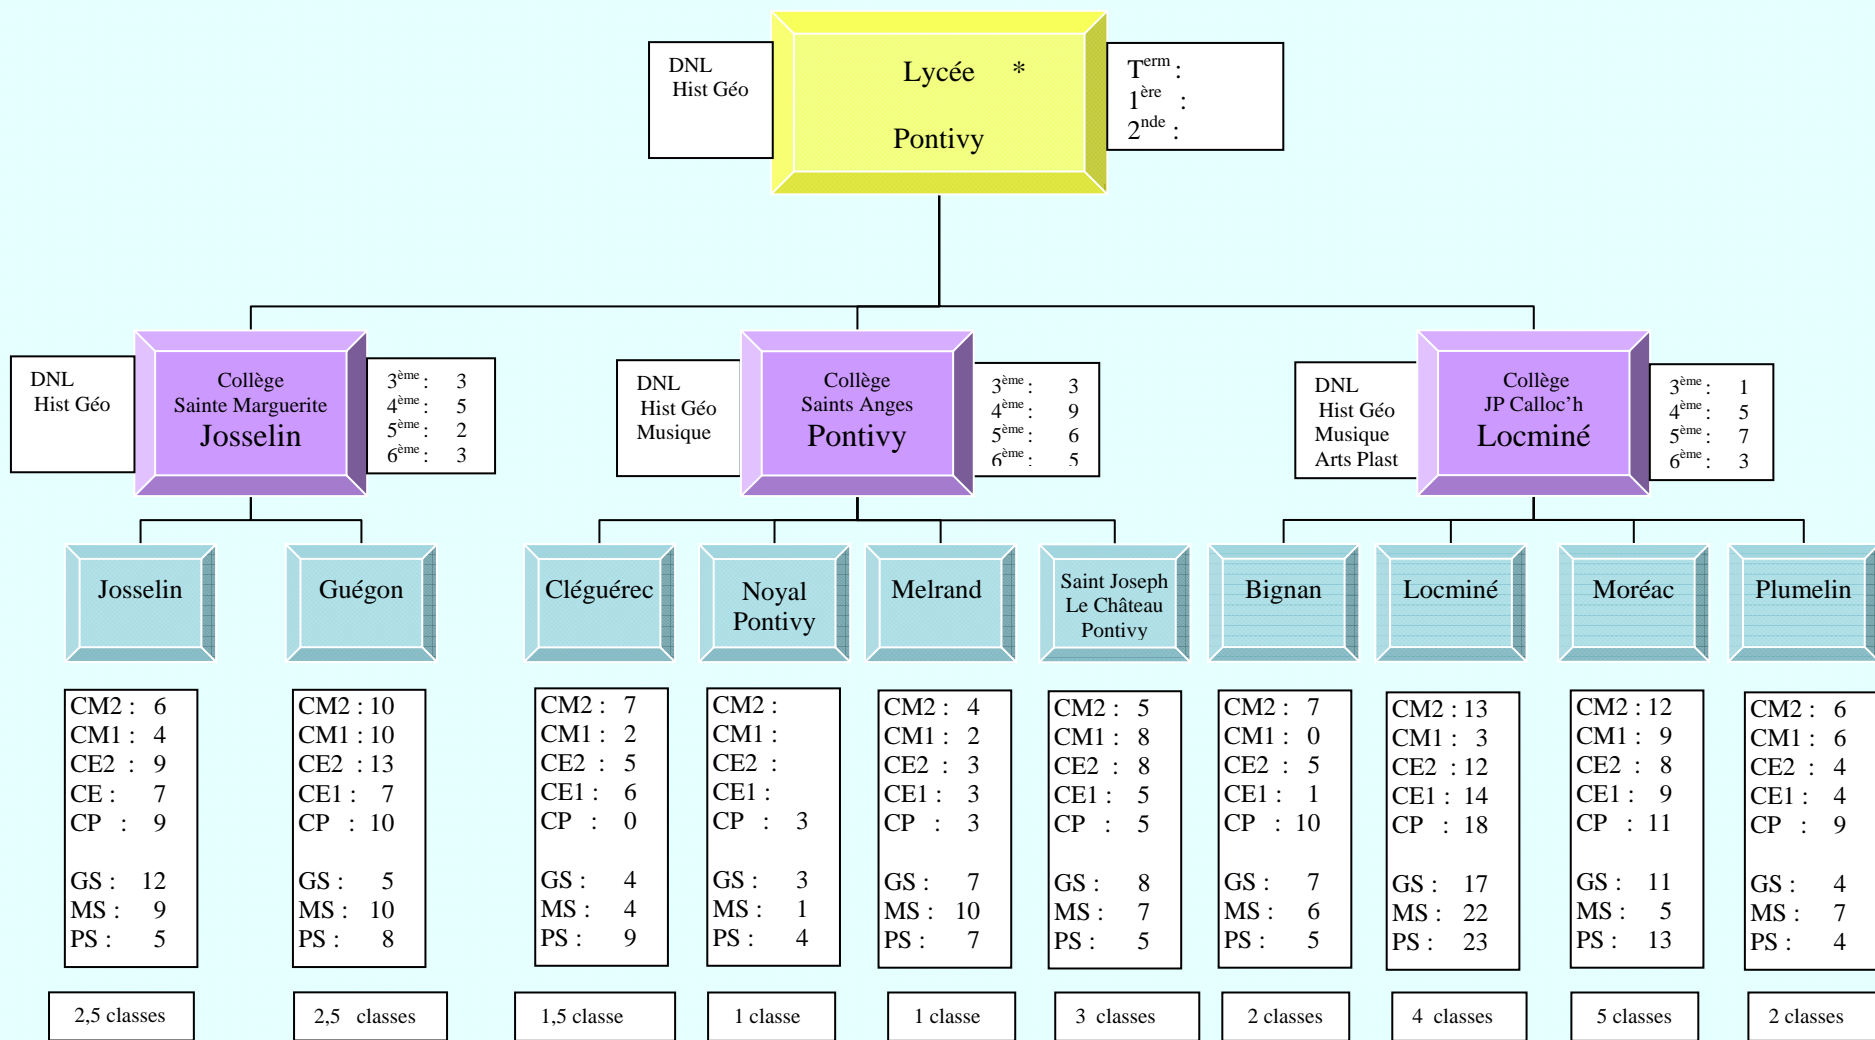 DNL
Hist Géo
Lycée *
Pontivy
Term :
1ère :
2nde :
DNL
Hist Géo
Collège
Sainte Marguerite
Josselin
3ème : 3
4ème : 5
5ème : 2
6ème : 3
DNL
Hist Géo
Musique
Collège
Saints Anges
Pontivy
3ème : 3
4ème : 9
5ème : 6
6ème : 5
DNL
Hist Géo
Musique
Arts Plast
Collège
JP Calloc’h
Locminé
3ème : 1
4ème : 5
5ème : 7
6ème : 3
Josselin
CM2 : 6
CM1 : 4
CE2 : 9
CE : 7
CP : 9
GS : 12
MS : 9
PS : 5
2,5 classes
Guégon
CM2 : 10
CM1 : 10
CE2 : 13
CE1 : 7
CP : 10
GS : 5
MS : 10
PS : 8
2,5 classes
Cléguérec
CM2 : 7
CM1 : 2
CE2 : 5
CE1 : 6
CP : 0
GS : 4
MS : 4
PS : 9
1,5 classe
Noyal
Pontivy
CM2 :
CM1 :
CE2 :
CE1 :
CP : 3
GS : 3
MS : 1
PS : 4
1 classe
Melrand
CM2 : 4
CM1 : 2
CE2 : 3
CE1 : 3
CP : 3
GS : 7
MS : 10
PS : 7
1 classe
Saint Joseph
Le Château
Pontivy
CM2 : 5
CM1 : 8
CE2 : 8
CE1 : 5
CP : 5
GS : 8
MS : 7
PS : 5
3 classes
Bignan
CM2 : 7
CM1 : 0
CE2 : 5
CE1 : 1
CP : 10
GS : 7
MS : 6
PS : 5
2 classes
Locminé
CM2 : 13
CM1 : 3
CE2 : 12
CE1 : 14
CP : 18
GS : 17
MS : 22
PS : 23
4 classes
Moréac
CM2 : 12
CM1 : 9
CE2 : 8
CE1 : 9
CP : 11
GS : 11
MS : 5
PS : 13
5 classes
Plumelin
CM2 : 6
CM1 : 6
CE2 : 4
CE1 : 4
CP : 9
GS : 4
MS : 7
PS : 4
2 classes